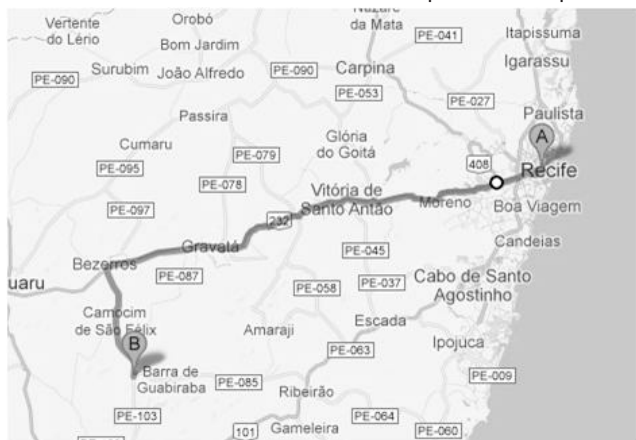 Vertente
do Lério
Orobó
Nazaré
da Mata
PE-041
Itapissuma
Bom Jardim
Igarassu
PE-090
Surubim
João Alfredo
PE-090
Carpina
PE-053
PE-027
Paulista
Passira
Glória
do Goitá
A
Cumaru
PE-079
408
PE-095
Recife
PE-078
Vitória de
Santo Antão
Moreno
Boa Viagem
PE-097
232
Candeias
Gravatá
PE-045
Bezerros
PE-087
PE-058
PE-037
Cabo de Santo
Agostinho
uaru
Camocim
de São Félix
Amaraji
Escada
B
PE-063
Ipojuca
Barra de
Guabiraba
PE-085
PE-009
Ribeirão
PE-103
PE-064
101
Gameleira
PE-060